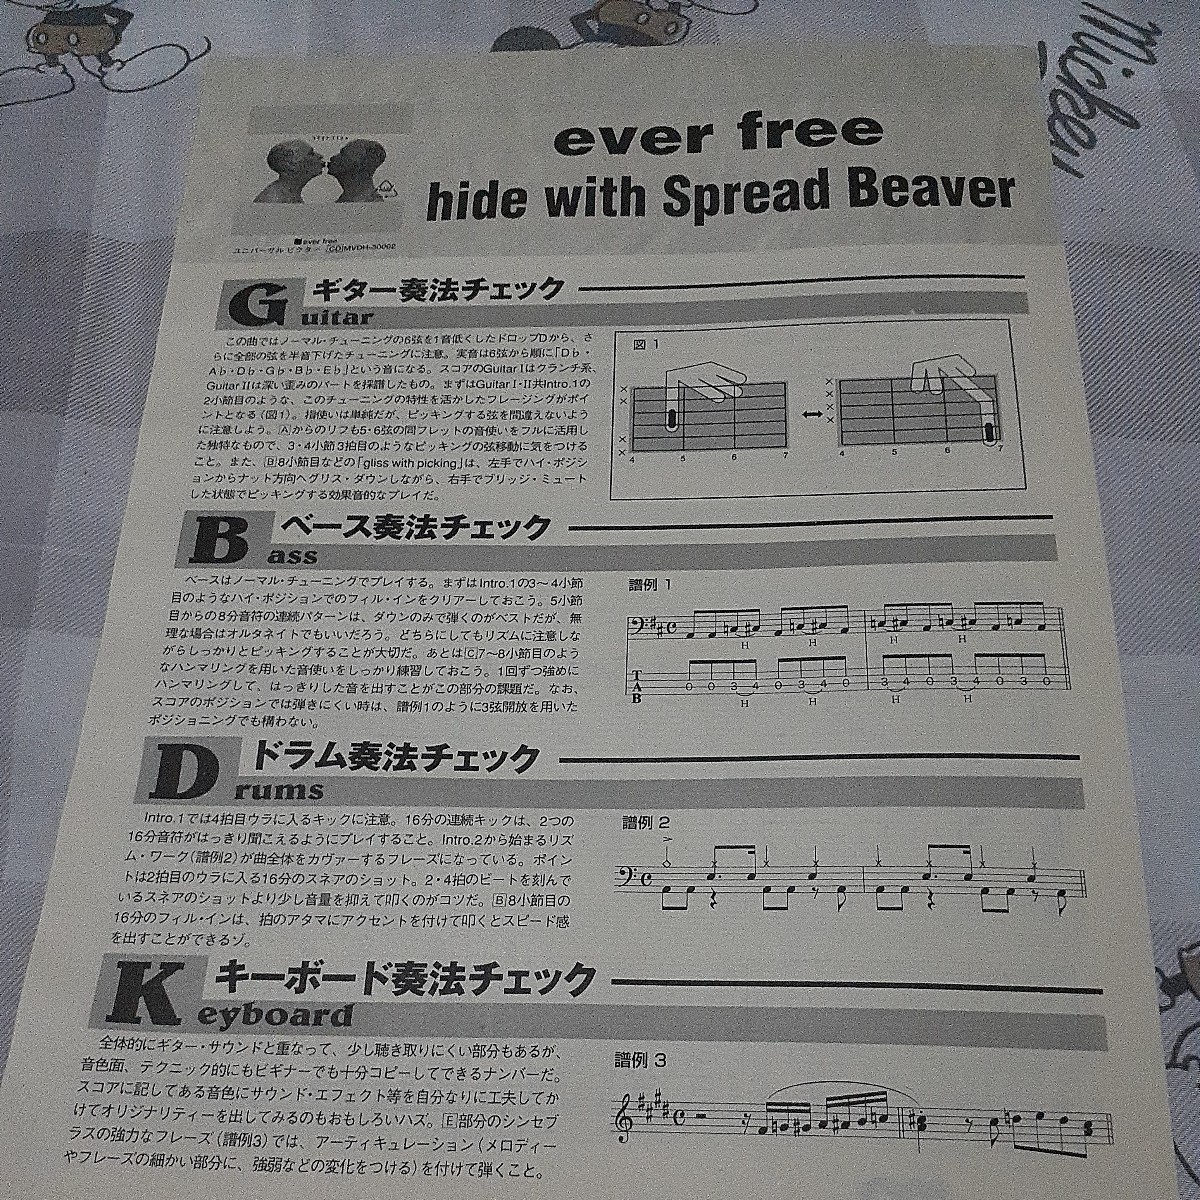 Mickey
ever free
hide with Spread Beaver
■ever free
ユニバーサル ビクター [CD]MVDH-30002
Guitar
ギター奏法チェック
この曲ではノーマル・チューニングの6弦を1音低くしたドロップDから、さ
らに全部の弦を半音下げたチューニングに注意。実音は6弦から順に「D♭・
A♭・D♭・G♭・B♭・E♭」という音になる。スコアのGuitar Iはクランチ系、
Guitar IIは深い歪みのパートを採譜したもの。まずはGuitar I・II共Intro.1の
2小節目のような、このチューニングの特性を活かしたフレージングがポイ
ントとなる(図1)。指使いは単純だが、ピッキングする弦を間違えないよう
に注意しよう。[A]からのリフも5・6弦の同フレットの音使いをフルに活用し
た独特なもので、3・4小節3拍目のようなピッキングの弦移動に気をつける
こと。また、[B]8小節目などの「gliss with picking」は、左手でハイ・ポジシ
ョンからナット方向へグリス・ダウンしながら、右手でブリッジ・ミュート
した状態でピッキングする効果音的なプレイだ。
図1
× × × ×
4 5 6 7
× × × ×
4 5 6 7
Bass
ベース奏法チェック
ベースはノーマル・チューニングでプレイする。まずはIntro.1の3〜4小節
目のようなハイ・ポジションでのフィル・インをクリアーしておこう。5小節
目からの8分音符の連続パターンは、ダウンのみで弾くのがベストだが、無
理な場合はオルタネイトでもいいだろう。どちらにしてもリズムに注意しな
がらしっかりとピッキングすることが大切だ。あとは[C]7〜8小節目のよう
なハンマリングを用いた音使いをしっかり練習しておこう。1回ずつ強めに
ハンマリングして、はっきりした音を出すことがこの部分の課題だ。なお、
スコアのポジションでは弾きにくい時は、譜例1のように3弦開放を用いた
ポジショニングでも構わない。
譜例1
H H H H
T
A
B
0 0 3 4 0 3 4 0 3 4 0 3 4 0 3 0
H H H H
Drums
ドラム奏法チェック
Intro.1では4拍目ウラに入るキックに注意。16分の連続キックは、2つの
16分音符がはっきり聞こえるようにプレイすること。Intro.2から始まるリズ
ム・ワーク(譜例2)が曲全体をカヴァーするフレーズになっている。ポイン
トは2拍目のウラに入る16分のスネアのショット。2・4拍のビートを刻んで
いるスネアのショットより少し音量を抑えて叩くのがコツだ。[B]8小節目の
16分のフィル・インは、拍のアタマにアクセントを付けて叩くとスピード感
を出すことができるゾ。
譜例2
Keyboard
キーボード奏法チェック
全体的にギター・サウンドと重なって、少し聴き取りにくい部分もあるが、
音色面、テクニック的にもビギナーでも十分コピーしてできるナンバーだ。
スコアに記してある音色にサウンド・エフェクト等を自分なりに工夫してか
けてオリジナリティーを出してみるのもおもしろいハズ。[E]部分のシンセブ
ラスの強力なフレーズ(譜例3)では、アーティキュレーション(メロディー
やフレーズの細かい部分に、強弱などの変化をつける)を付けて弾くこと。
譜例3